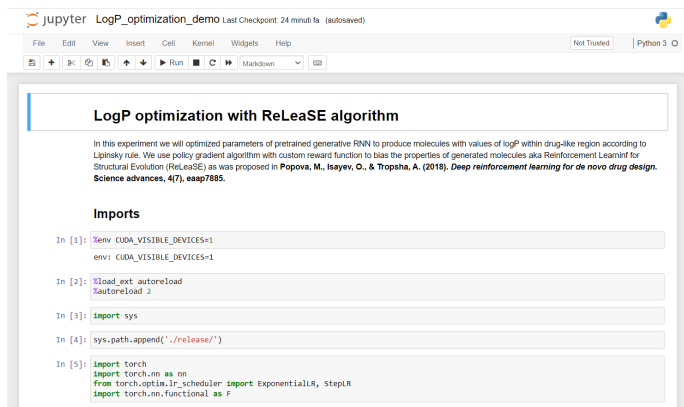 jupyter LogP_optimization_demo Last Checkpoint: 24 minuti fa (autosaved)
File Edit View Insert Cell Kernel Widgets Help Not Trusted Python 3
Run Markdown
LogP optimization with ReLeaSE algorithm
In this experiment we will optimized parameters of pretrained generative RNN to produce molecules with values of logP within drug-like region according to
Lipinsky rule. We use policy gradient algorithm with custom reward function to bias the properties of generated molecules aka Reinforcement Learninf for
Structural Evolution (ReLeaSE) as was proposed in Popova, M., Isayev, O., & Tropsha, A. (2018). Deep reinforcement learning for de novo drug design.
Science advances, 4(7), eaap7885.
Imports
In [1]: %env CUDA_VISIBLE_DEVICES=1
env: CUDA_VISIBLE_DEVICES=1
In [2]: %load_ext autoreload
%autoreload 2
In [3]: import sys
In [4]: sys.path.append('./release/')
In [5]: import torch
import torch.nn as nn
from torch.optim.lr_scheduler import ExponentialLR, StepLR
import torch.nn.functional as F